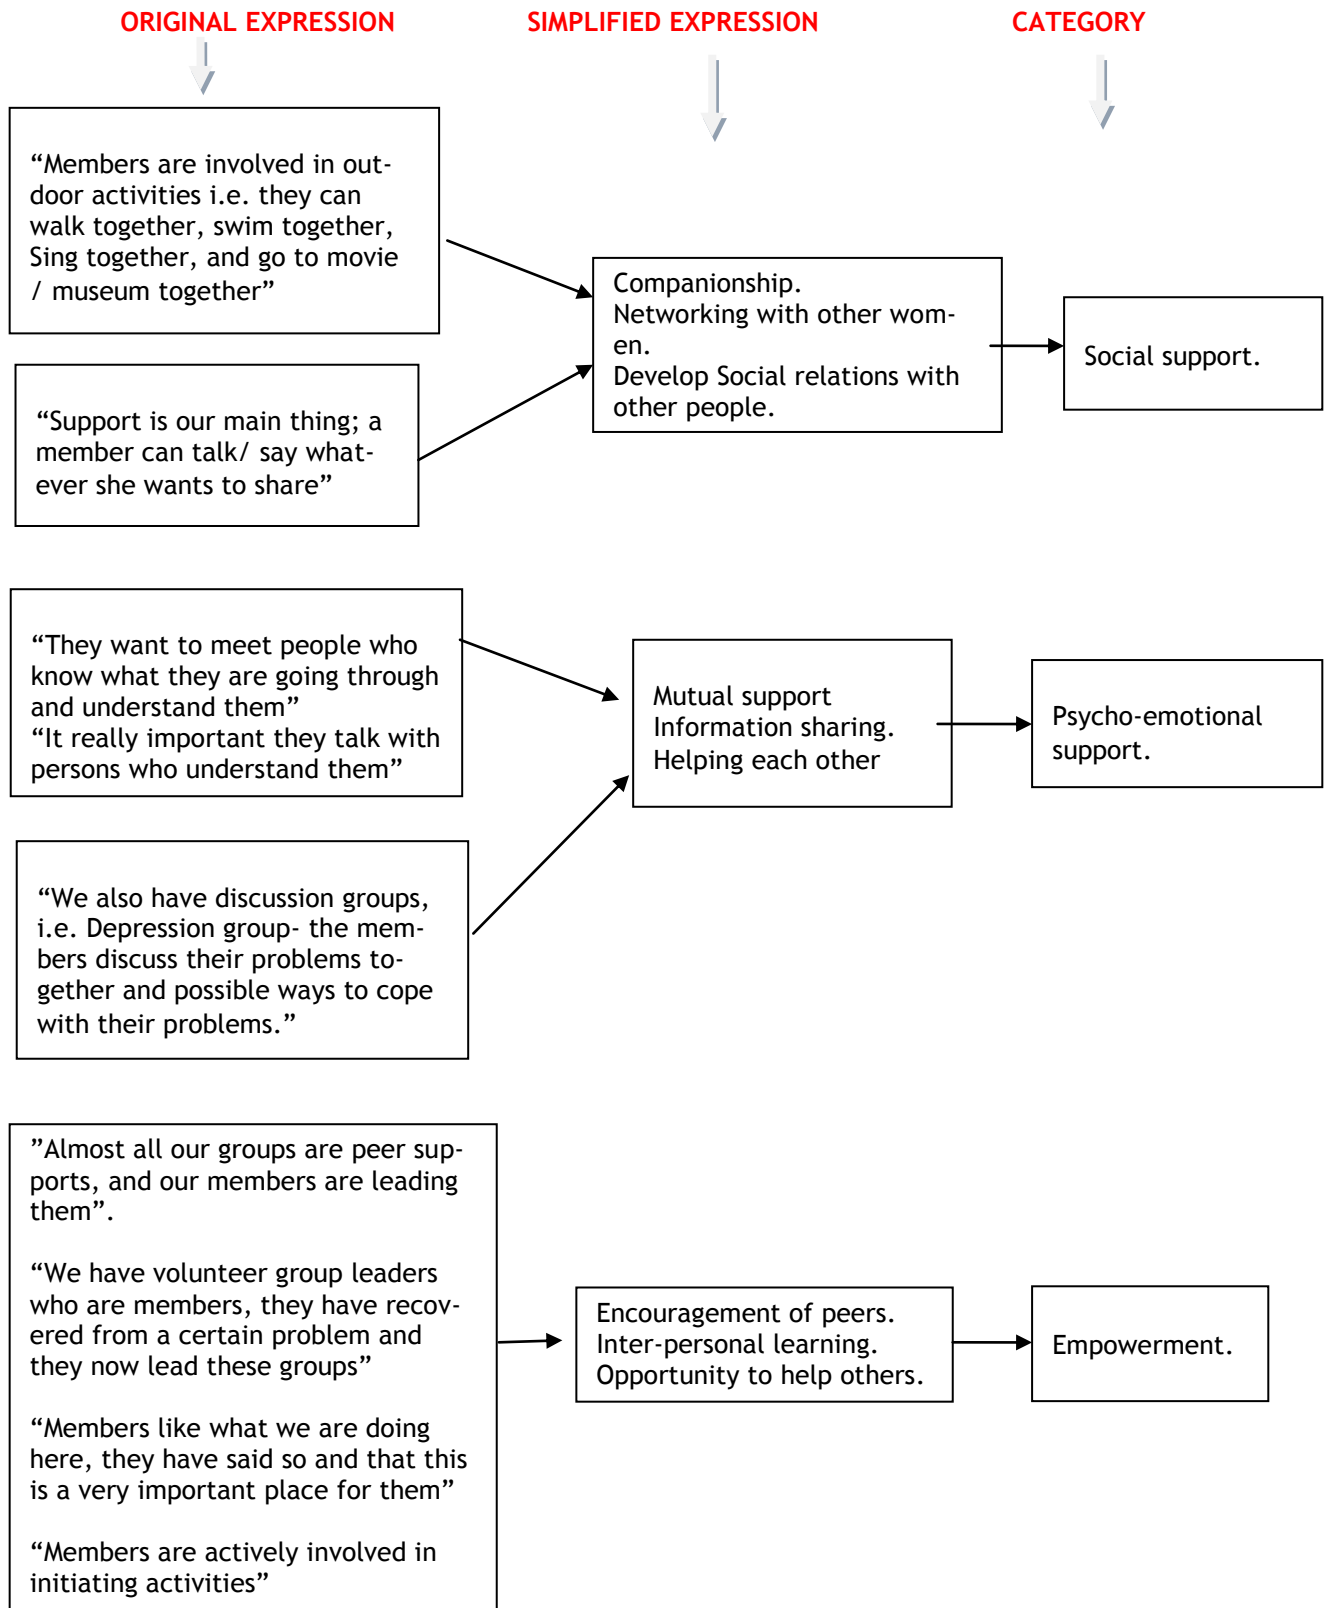 ORIGINAL EXPRESSION
SIMPLIFIED EXPRESSION
CATEGORY
“Members are involved in out-
door activities i.e. they can
walk together, swim together,
Sing together, and go to movie
/ museum together”
“Support is our main thing; a
member can talk/ say what-
ever she wants to share”
Companionship.
Networking with other wom-
en.
Develop Social relations with
other people.
Social support.
“They want to meet people who
know what they are going through
and understand them”
“It really important they talk with
persons who understand them”
“We also have discussion groups,
i.e. Depression group- the mem-
bers discuss their problems to-
gether and possible ways to cope
with their problems.”
Mutual support
Information sharing.
Helping each other
Psycho-emotional
support.
”Almost all our groups are peer sup-
ports, and our members are leading
them”.
“We have volunteer group leaders
who are members, they have recov-
ered from a certain problem and
they now lead these groups”
“Members like what we are doing
here, they have said so and that this
is a very important place for them”
“Members are actively involved in
initiating activities”
Encouragement of peers.
Inter-personal learning.
Opportunity to help others.
Empowerment.